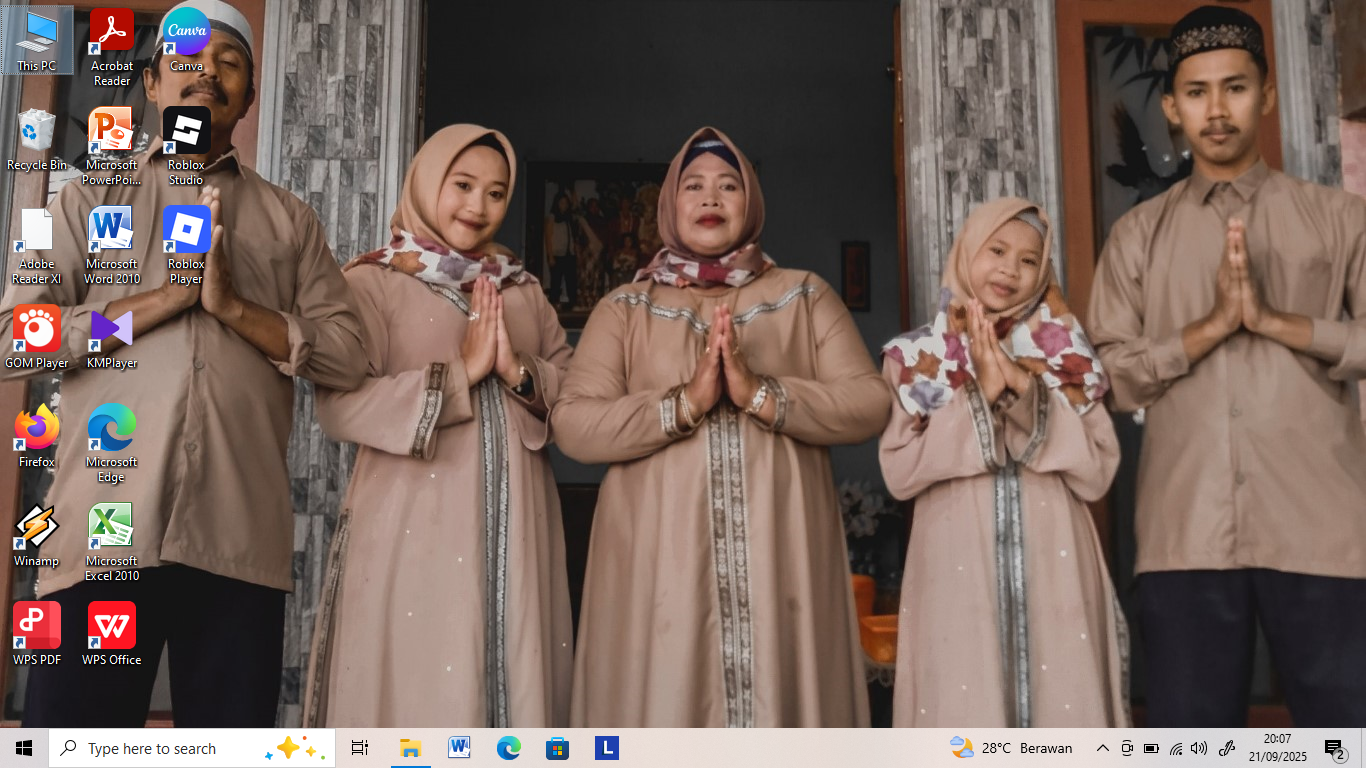 This PC
Acrobat
Reader
Canva
Canva
Recycle Bin
Microsoft
PowerPoi...
Roblox
Studio
Adobe
Reader XI
Microsoft
Word 2010
Roblox
Player
GOM Player
KMPlayer
Firefox
Microsoft
Edge
Winamp
Microsoft
Excel 2010
WPS PDF
WPS Office
Type here to search
L
28°C Berawan
20:07
21/09/2025
2